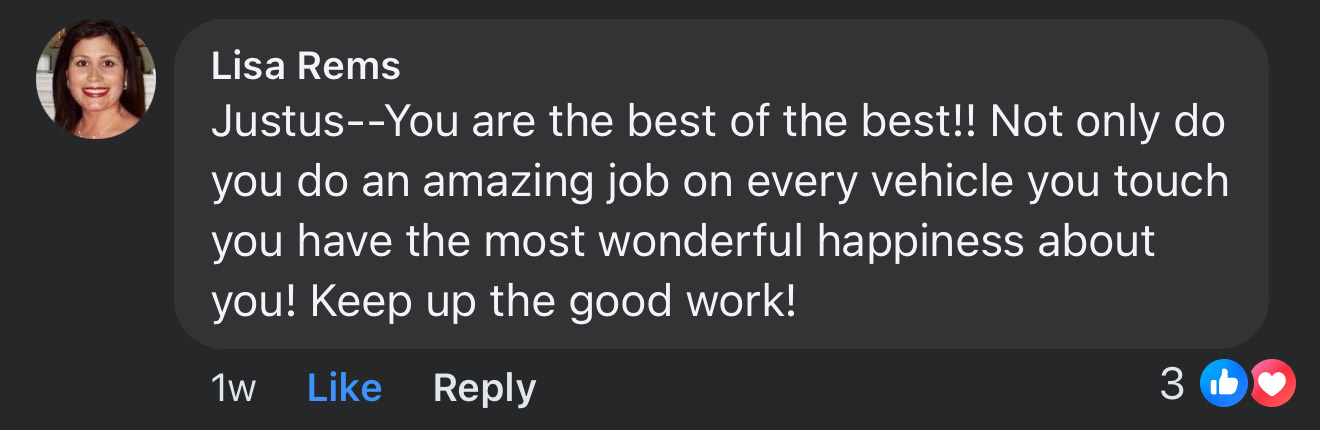 Lisa Rems
Justus--You are the best of the best!! Not only do
you do an amazing job on every vehicle you touch
you have the most wonderful happiness about
you! Keep up the good work!
1w Like Reply 3